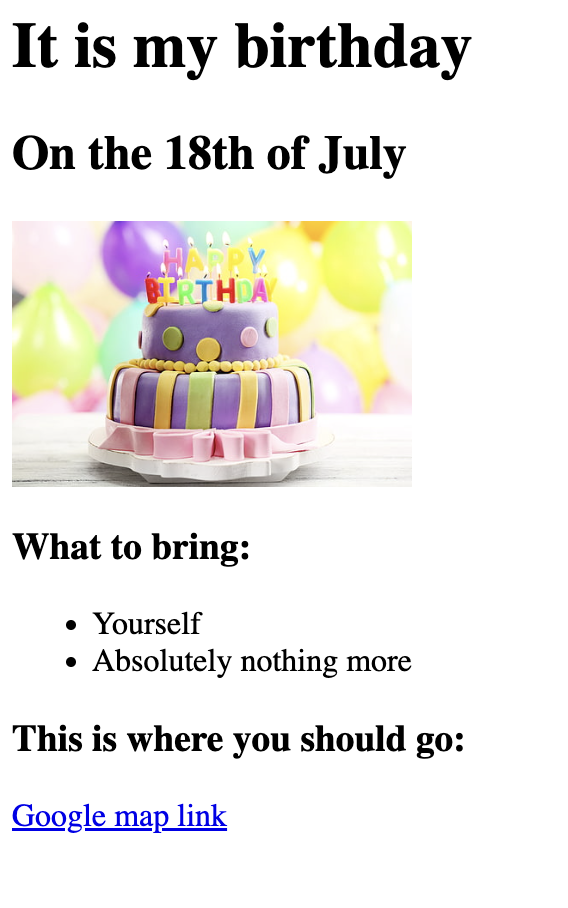 It is my birthday
On the 18th of July
HAPPY
BIRTHDAY
What to bring:
• Yourself
• Absolutely nothing more
This is where you should go:
Google map link